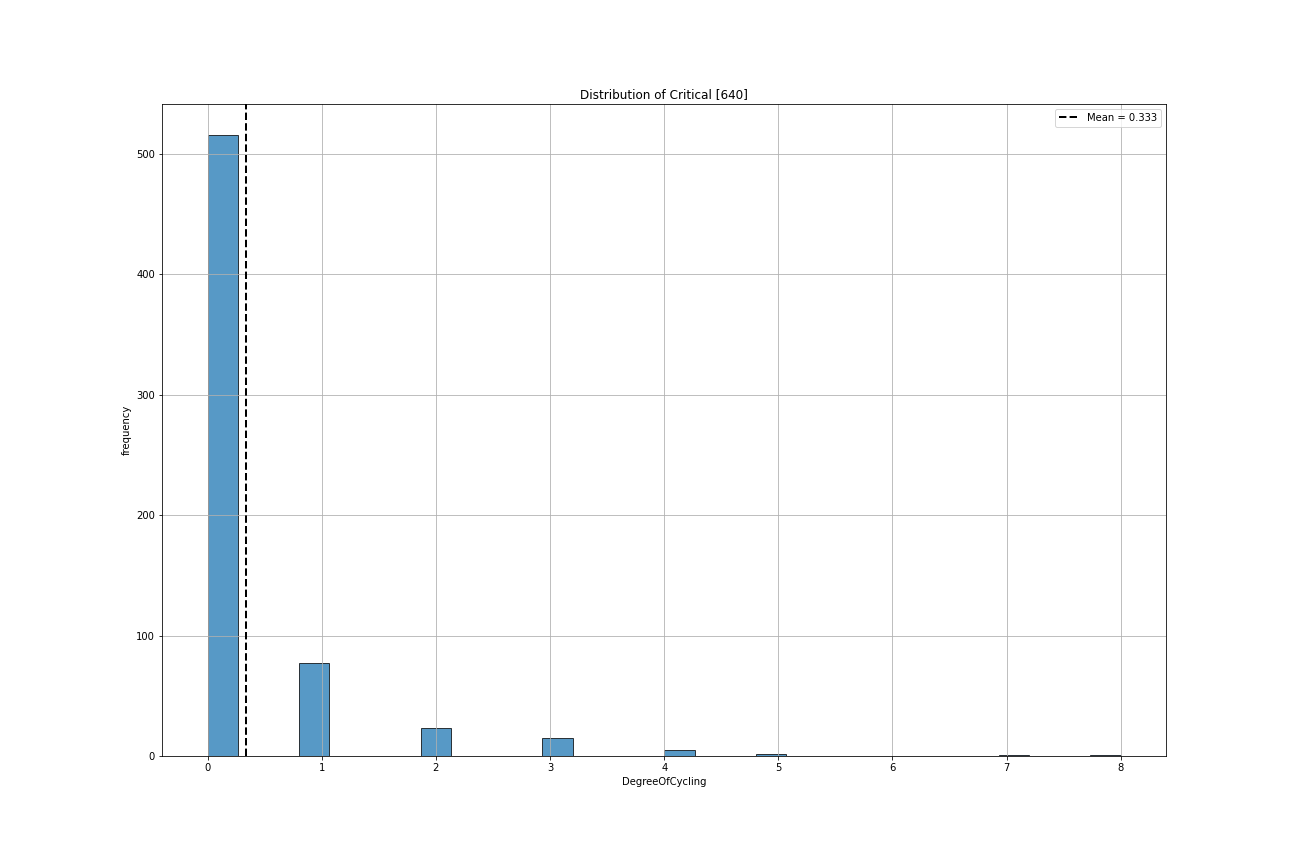 Distribution of Critical [640]
Mean = 0.333
500
400
300
200
100
0
frequency
0 1 2 3 4 5 6 7 8
DegreeOfCycling